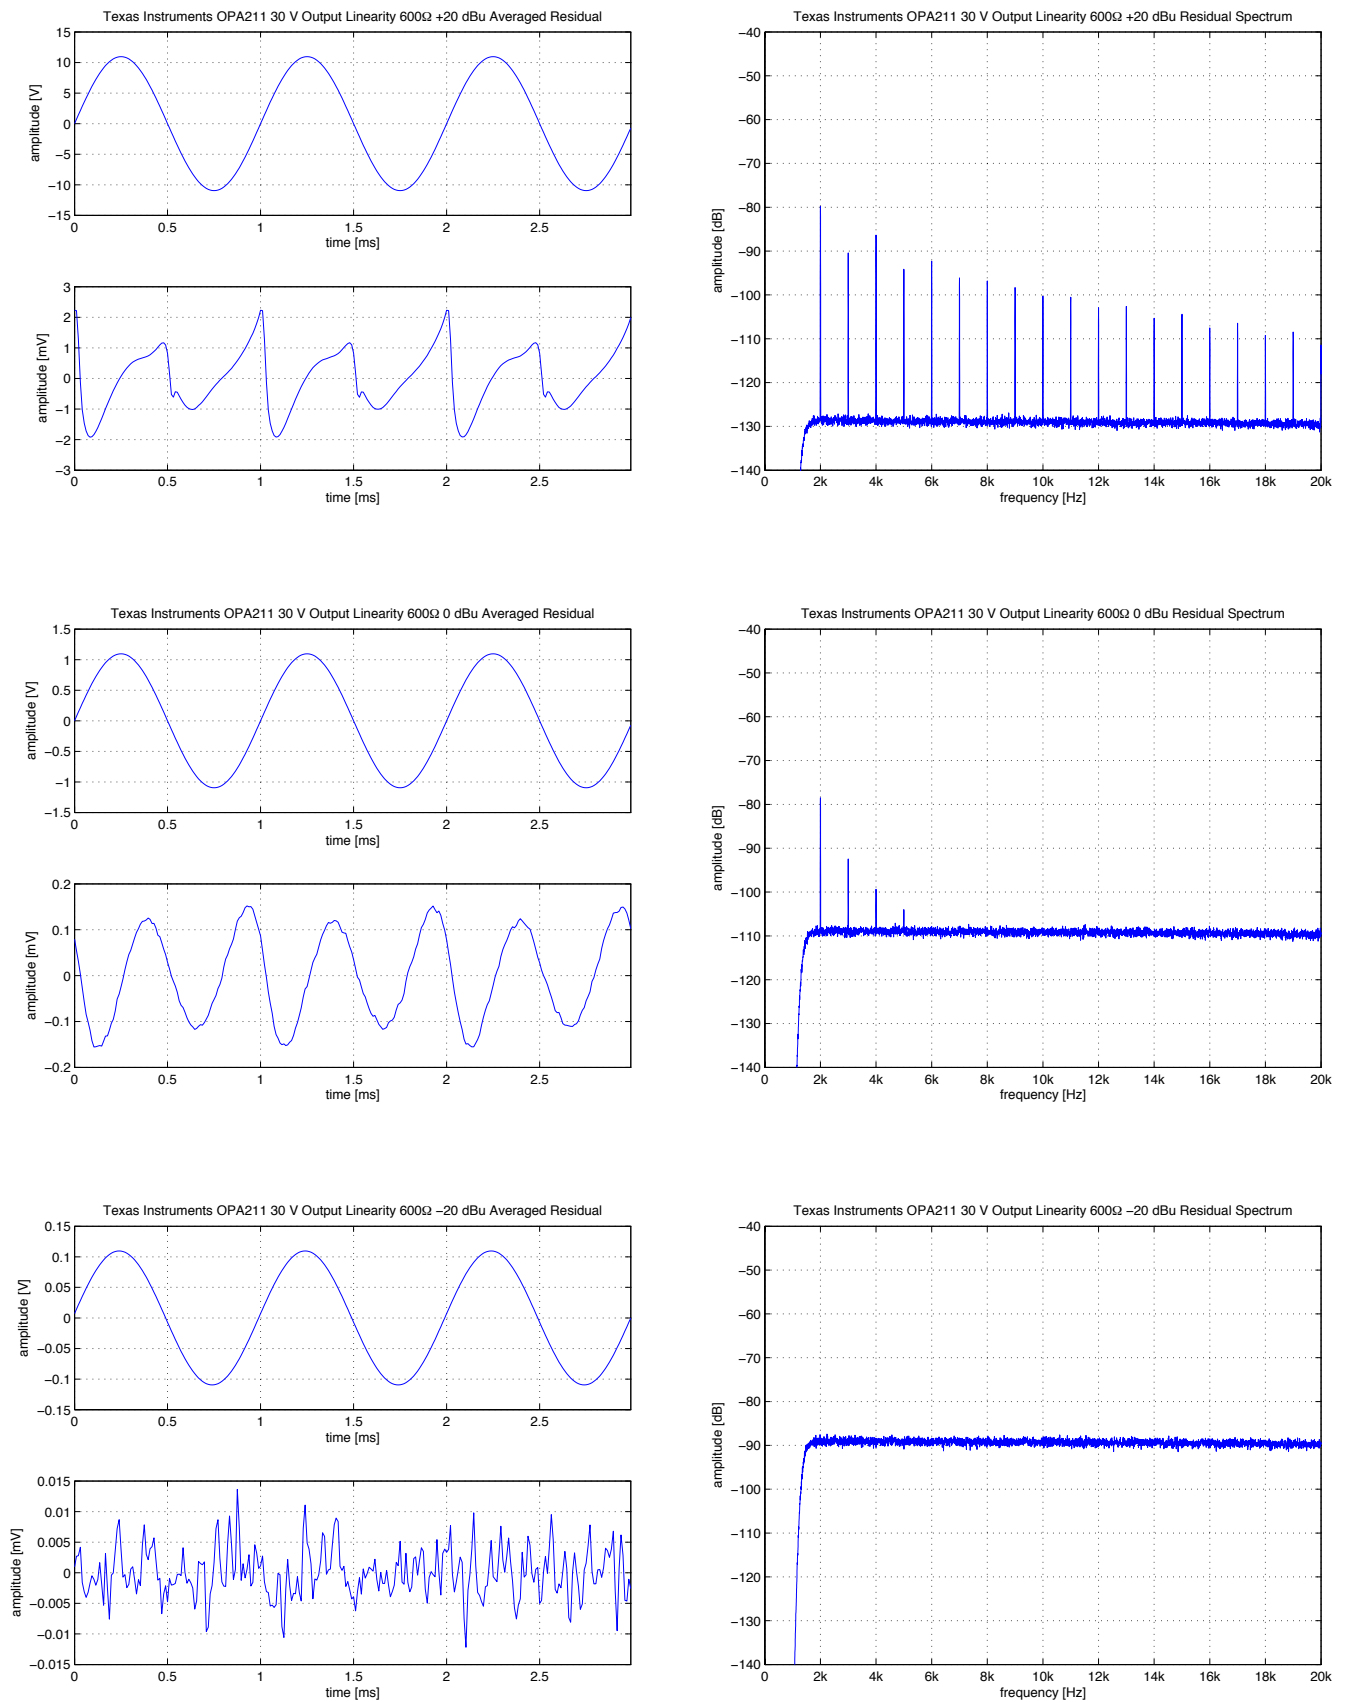 Texas Instruments OPA211 30 V Output Linearity 600Ω +20 dBu Averaged Residual
15
10
5
0
−5
−10
−15
amplitude [V]
0 0.5 1 1.5 2 2.5
time [ms]
3
2
1
0
−1
−2
−3
amplitude [mV]
0 0.5 1 1.5 2 2.5
time [ms]
Texas Instruments OPA211 30 V Output Linearity 600Ω +20 dBu Residual Spectrum
−40
−50
−60
−70
−80
−90
−100
−110
−120
−130
−140
amplitude [dB]
0 2k 4k 6k 8k 10k 12k 14k 16k 18k 20k
frequency [Hz]
Texas Instruments OPA211 30 V Output Linearity 600Ω 0 dBu Averaged Residual
1.5
1
0.5
0
−0.5
−1
−1.5
amplitude [V]
0 0.5 1 1.5 2 2.5
time [ms]
0.2
0.1
0
−0.1
−0.2
amplitude [mV]
0 0.5 1 1.5 2 2.5
time [ms]
Texas Instruments OPA211 30 V Output Linearity 600Ω 0 dBu Residual Spectrum
−40
−50
−60
−70
−80
−90
−100
−110
−120
−130
−140
amplitude [dB]
0 2k 4k 6k 8k 10k 12k 14k 16k 18k 20k
frequency [Hz]
Texas Instruments OPA211 30 V Output Linearity 600Ω −20 dBu Averaged Residual
0.15
0.1
0.05
0
−0.05
−0.1
−0.15
amplitude [V]
0 0.5 1 1.5 2 2.5
time [ms]
0.015
0.01
0.005
0
−0.005
−0.01
−0.015
amplitude [mV]
0 0.5 1 1.5 2 2.5
time [ms]
Texas Instruments OPA211 30 V Output Linearity 600Ω −20 dBu Residual Spectrum
−40
−50
−60
−70
−80
−90
−100
−110
−120
−130
−140
amplitude [dB]
0 2k 4k 6k 8k 10k 12k 14k 16k 18k 20k
frequency [Hz]